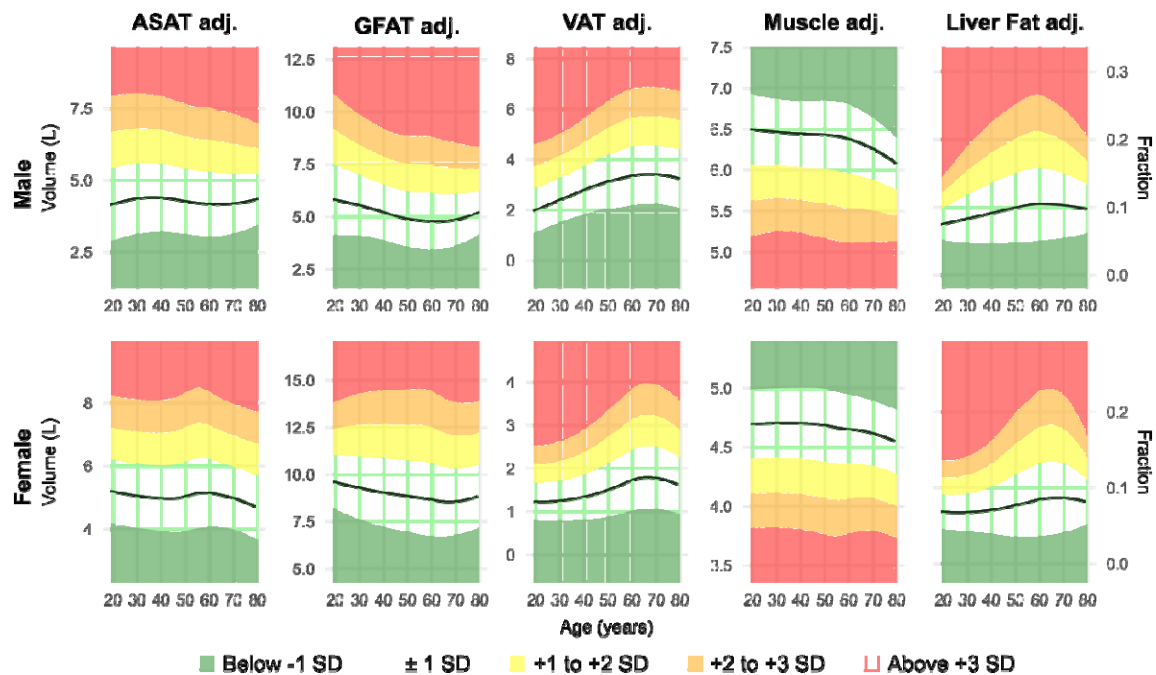 ASAT adj. GFAT adj. VAT adj. Muscle adj. Liver Fat adj.
Male
Volume (L)
7.5
5.0
2.5
20 30 40 50 60 70 80
12.5
10.0
7.5
5.0
2.5
20 30 40 50 60 70 80
8
6
4
2
0
20 30 40 50 60 70 80
7.5
7.0
6.5
6.0
5.5
5.0
20 30 40 50 60 70 80
0.3
0.2
0.1
0.0
Fraction
20 30 40 50 60 70 80
Female
Volume (L)
8
6
4
20 30 40 50 60 70 80
15.0
12.5
10.0
7.5
5.0
20 30 40 50 60 70 80
4
3
2
1
0
20 30 40 50 60 70 80
5.0
4.5
4.0
3.5
20 30 40 50 60 70 80
0.2
0.1
0.0
Fraction
20 30 40 50 60 70 80
Age (years)
Below -1 SD ± 1 SD +1 to +2 SD +2 to +3 SD Above +3 SD